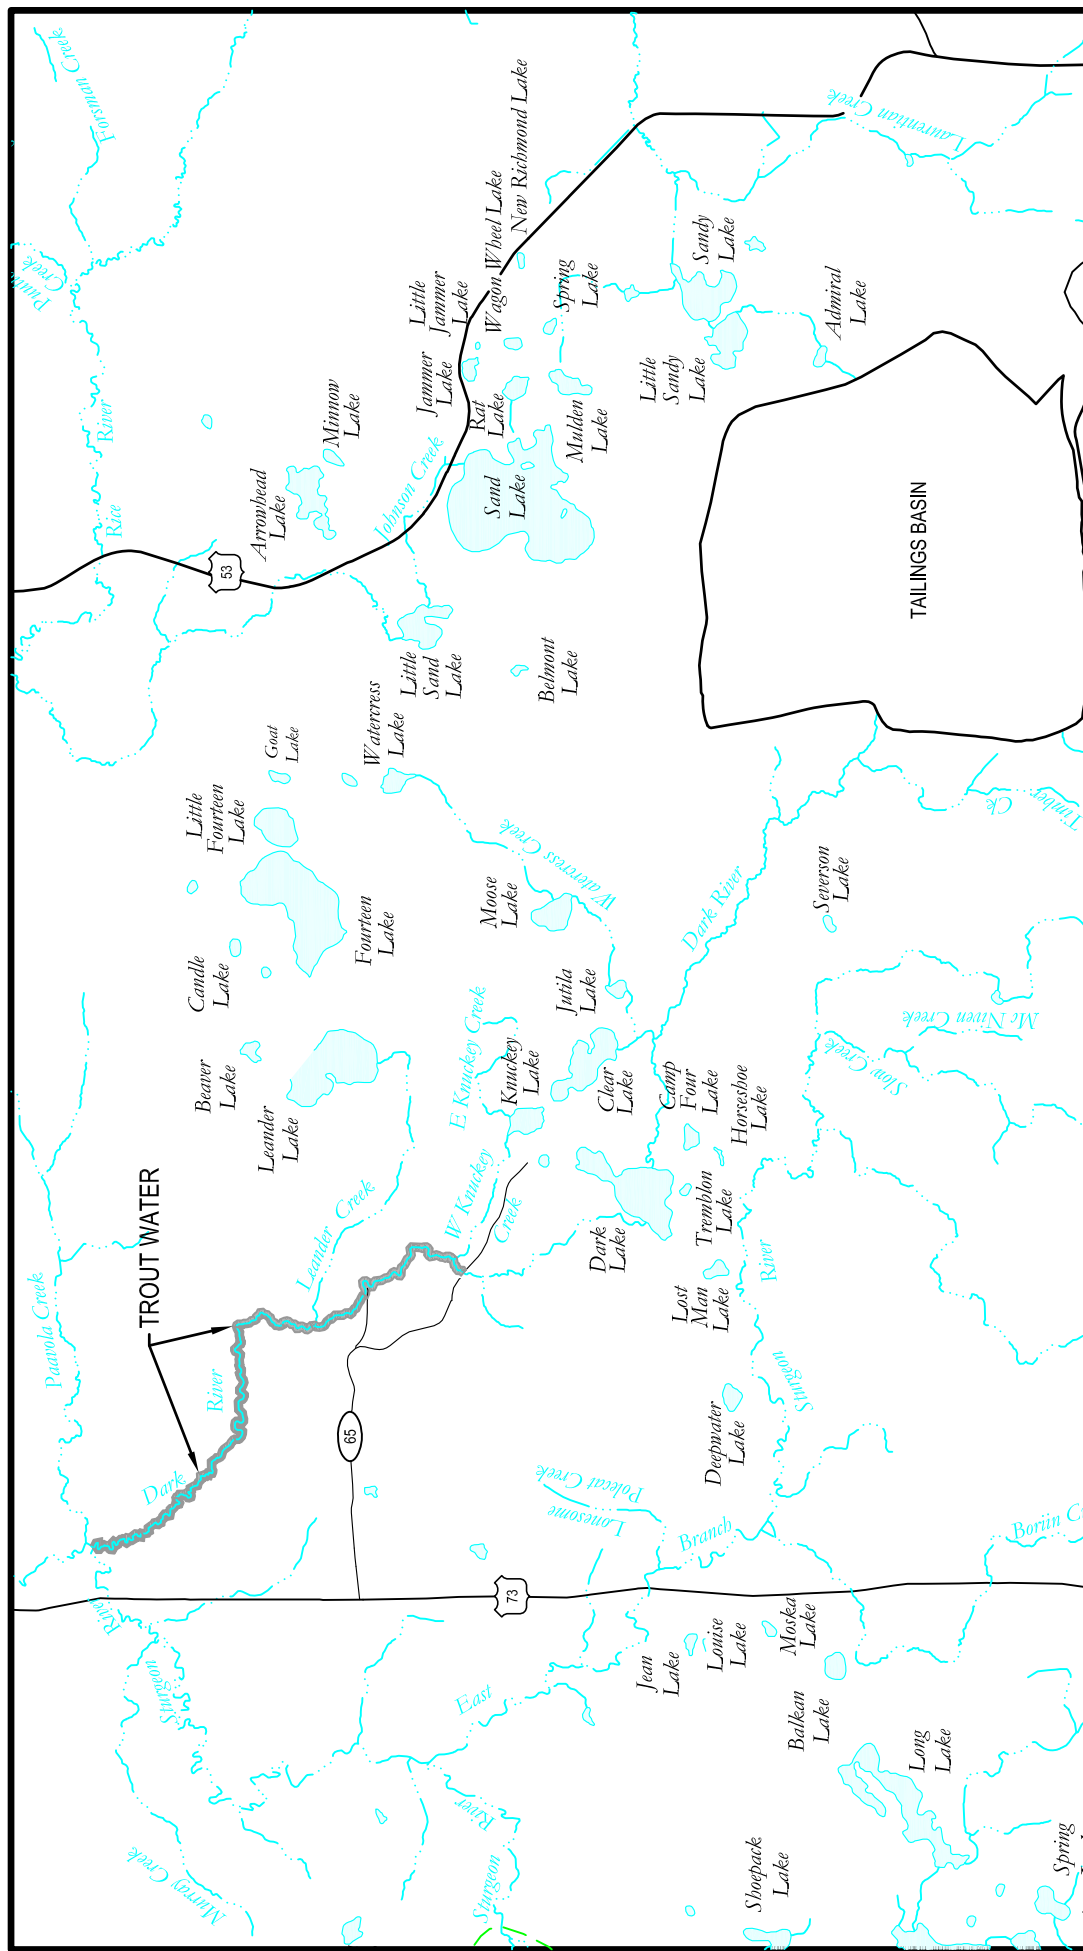 Murray Creek
Sturgeon
River
Paavola Creek
TROUT WATER
Dark
River
Rice
River
Forsman Creek
Creek
Beaver
Lake
Candle
Lake
Little
Fourteen
Lake
53
Leander
Lake
Goat
Lake
Arrowhead
Lake
Minnow
Lake
Leander Creek
65
Fourteen
Lake
Watercress
Lake
Johnson Creek
Little
Sand
Lake
Jammer
Lake
Little
Jammer
Lake
East
River
Sturgeon
73
W Knuckey
Creek
E Knuckey Creek
Knuckey
Lake
Moose
Lake
Watercress Creek
Rat
Lake
Sand
Lake
Wagon Wheel Lake
New Richmond Lake
Polecat Creek
Lonesome
Dark
Lake
Clear
Lake
Jutila
Lake
Belmont
Lake
Mulden
Lake
Spring
Lake
Jean
Lake
Branch
Lost
Man
Lake
Tremblon
Lake
Camp
Four
Lake
Horseshoe
Lake
Dark River
Little
Sandy
Lake
Sandy
Lake
Louise
Lake
Deepwater
Lake
Sturgeon
River
Shoepack
Lake
Balkan
Lake
Moska
Lake
Severson
Lake
Admiral
Lake
Laurentian Creek
Long
Lake
Stow Creek
Mc Niven Creek
TAILINGS BASIN
Timber
Ck
Spring
Boriin C